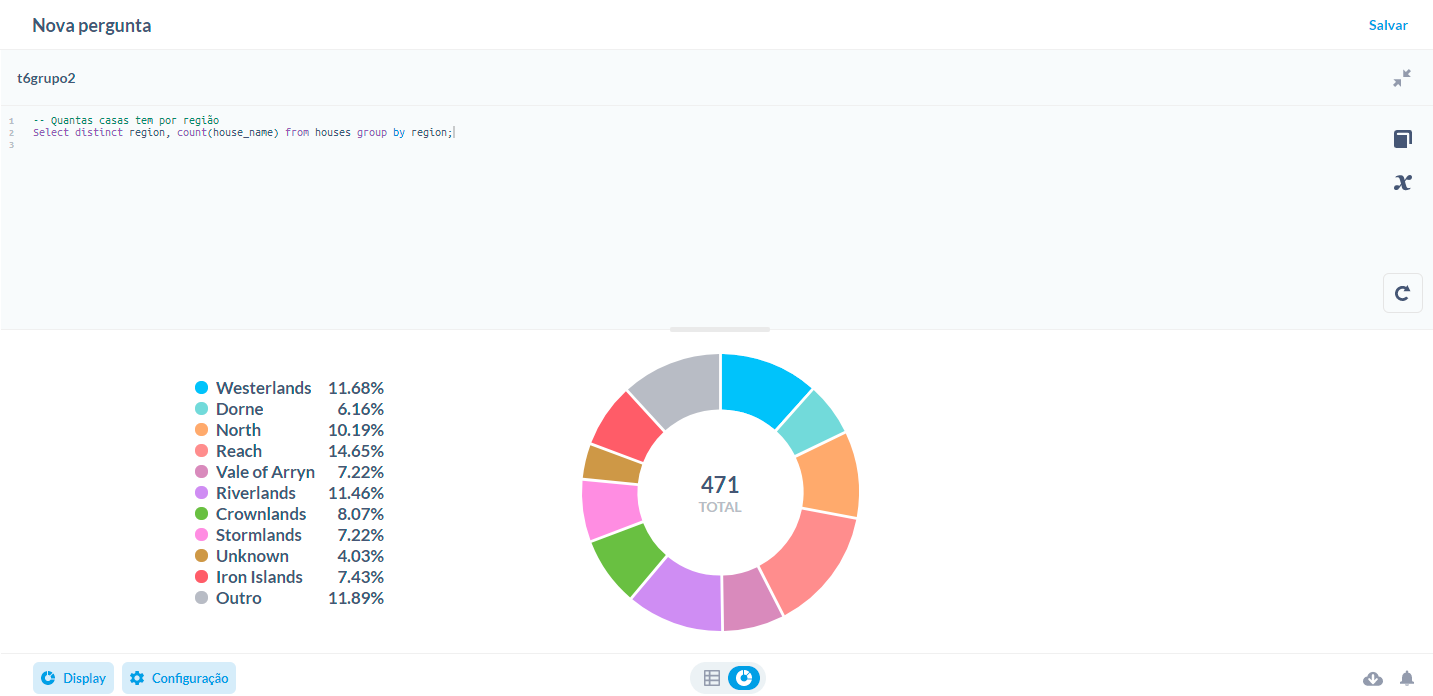 Nova pergunta
Salvar
t6grupo2
1 -- Quantas casas tem por região
2 Select distinct region, count(house_name) from houses group by region;
3
Westerlands 11.68%
Dorne 6.16%
North 10.19%
Reach 14.65%
Vale of Arryn 7.22%
Riverlands 11.46%
Crownlands 8.07%
Stormlands 7.22%
Unknown 4.03%
Iron Islands 7.43%
Outro 11.89%
471
TOTAL
Display
Configuração